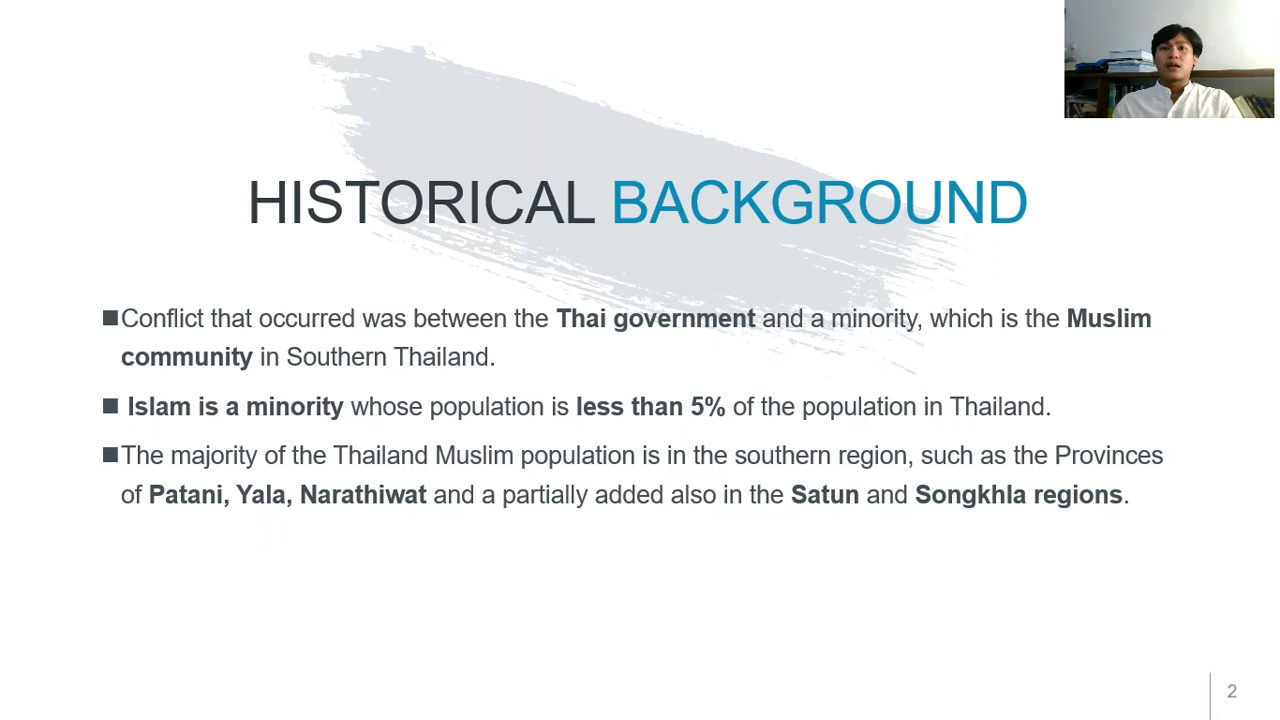 HISTORICAL BACKGROUND
■Conflict that occurred was between the Thai government and a minority, which is the Muslim
community in Southern Thailand.
■ Islam is a minority whose population is less than 5% of the population in Thailand.
■The majority of the Thailand Muslim population is in the southern region, such as the Provinces
of Patani, Yala, Narathiwat and a partially added also in the Satun and Songkhla regions.
2